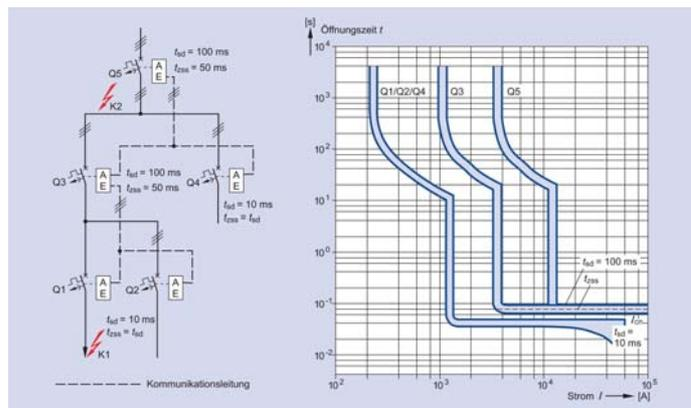 t_sd = 100 ms
t_zss = 50 ms
Q5
A
E
K2
Q3
A
E
t_sd = 100 ms
t_zss = 50 ms
Q4
A
E
t_sd = 10 ms
t_zss = t_sd
Q1
A
E
Q2
A
E
t_sd = 10 ms
t_zss = t_sd
K1
Kommunikationsleitung
[s]
Öffnungszeit t
10^4
10^3
10^2
10^1
10^0
10^-1
10^-2
Q1/Q2/Q4
Q3
Q5
t_sd = 100 ms
t_zss
t_sd =
10 ms
10^2
10^3
10^4
10^5
Strom I
[A]